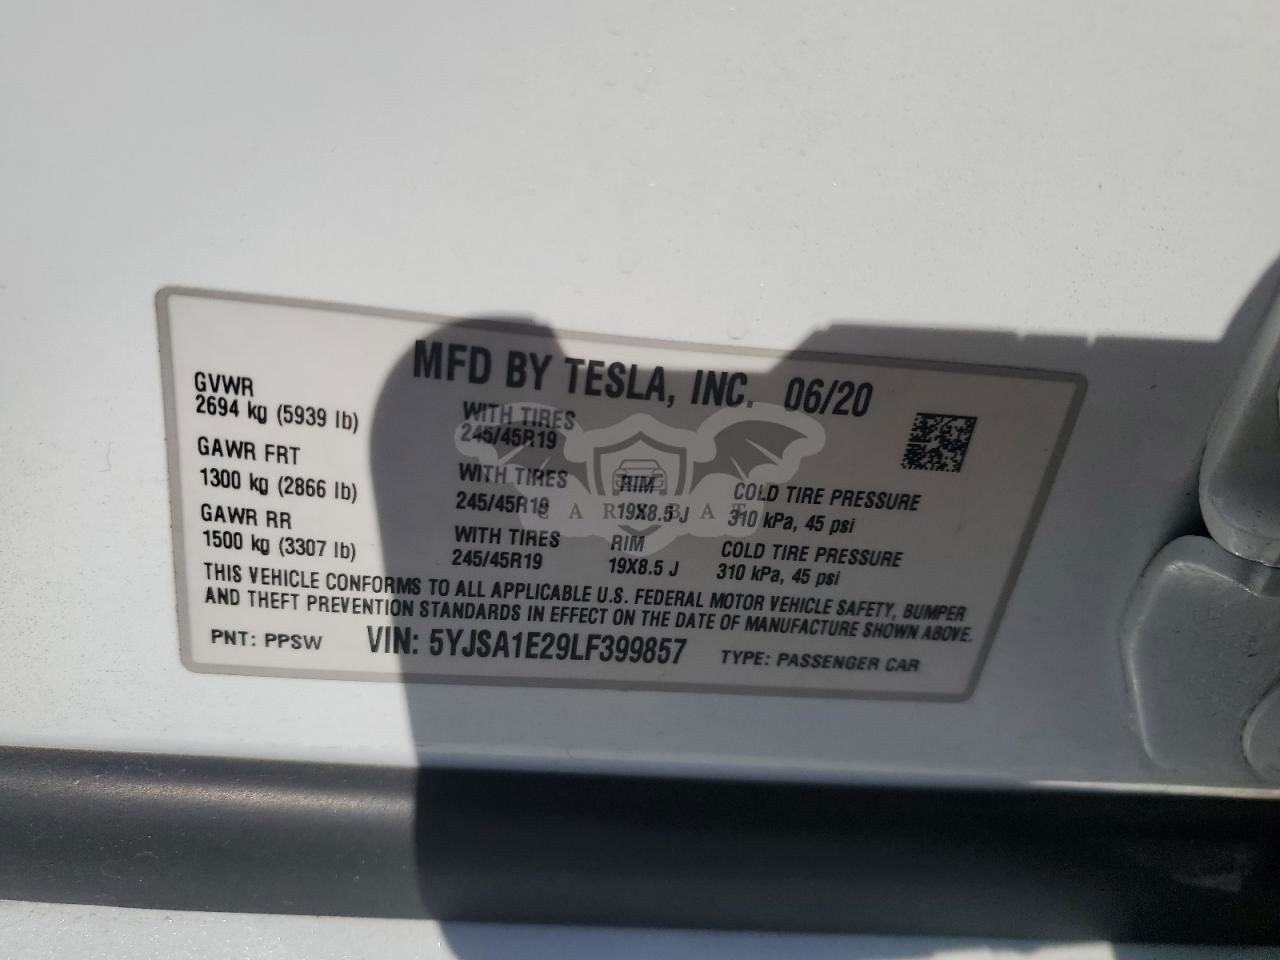 MFD BY TESLA, INC. 06/20
GVWR
2694 kg (5939 lb)
WITH TIRES
245/45R19
GAWR FRT
1300 kg (2866 lb)
WITH TIRES
245/45R19
RIM
19X8.5 J
COLD TIRE PRESSURE
310 kPa, 45 psi
GAWR RR
1500 kg (3307 lb)
WITH TIRES
245/45R19
RIM
19X8.5 J
COLD TIRE PRESSURE
310 kPa, 45 psi
THIS VEHICLE CONFORMS TO ALL APPLICABLE U.S. FEDERAL MOTOR VEHICLE SAFETY, BUMPER
AND THEFT PREVENTION STANDARDS IN EFFECT ON THE DATE OF MANUFACTURE SHOWN ABOVE.
PNT: PPSW VIN: 5YJSA1E29LF399857 TYPE: PASSENGER CAR
CAR BAT